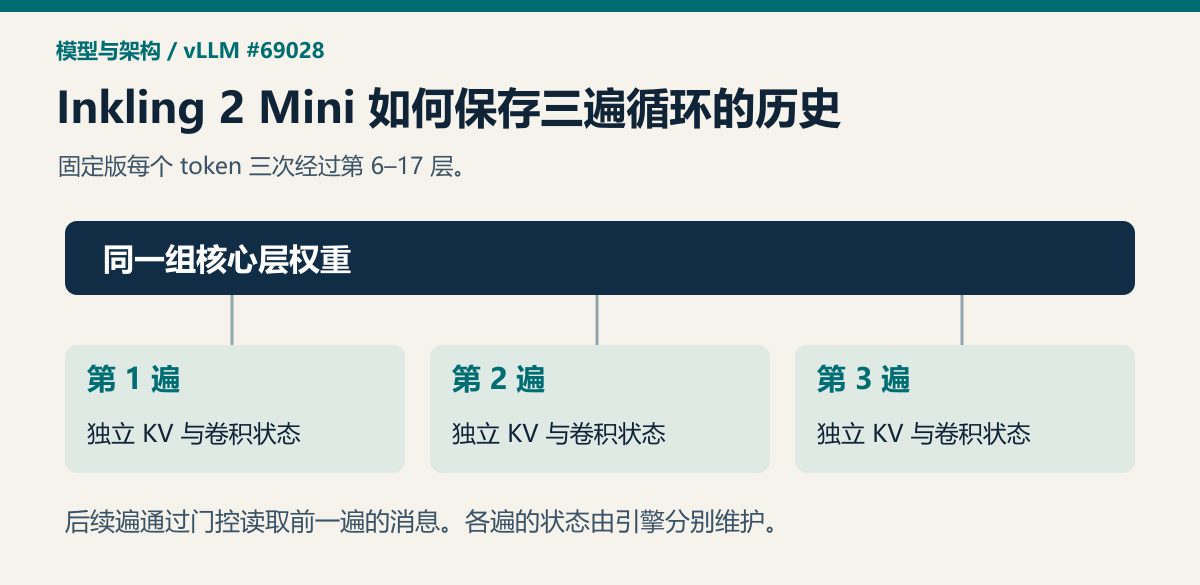 模型与架构 / vLLM #69028
Inkling 2 Mini 如何保存三遍循环的历史
固定版每个 token 三次经过第 6–17 层。
同一组核心层权重
第 1 遍
独立 KV 与卷积状态
第 2 遍
独立 KV 与卷积状态
第 3 遍
独立 KV 与卷积状态
后续遍通过门控读取前一遍的消息。各遍的状态由引擎分别维护。